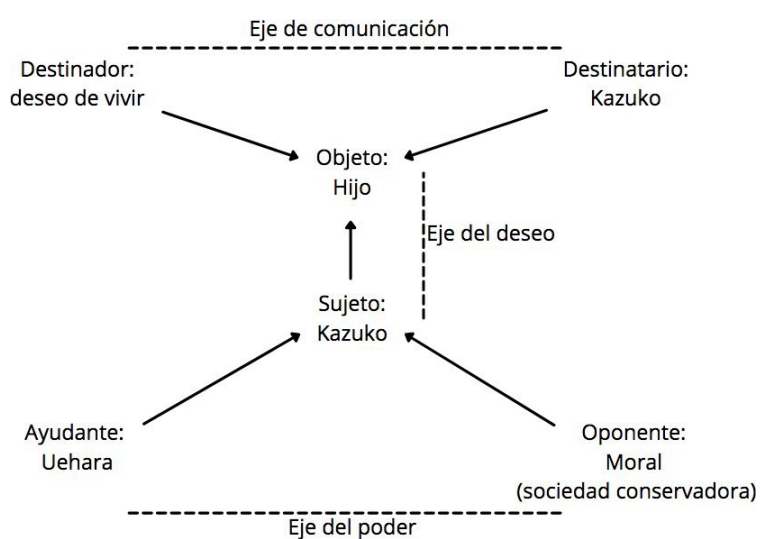 Eje de comunicación
Destinador:
deseo de vivir
Destinatario:
Kazuko
Objeto:
Hijo
Eje del deseo
Sujeto:
Kazuko
Ayudante:
Uehara
Oponente:
Moral
(sociedad conservadora)
Eje del poder